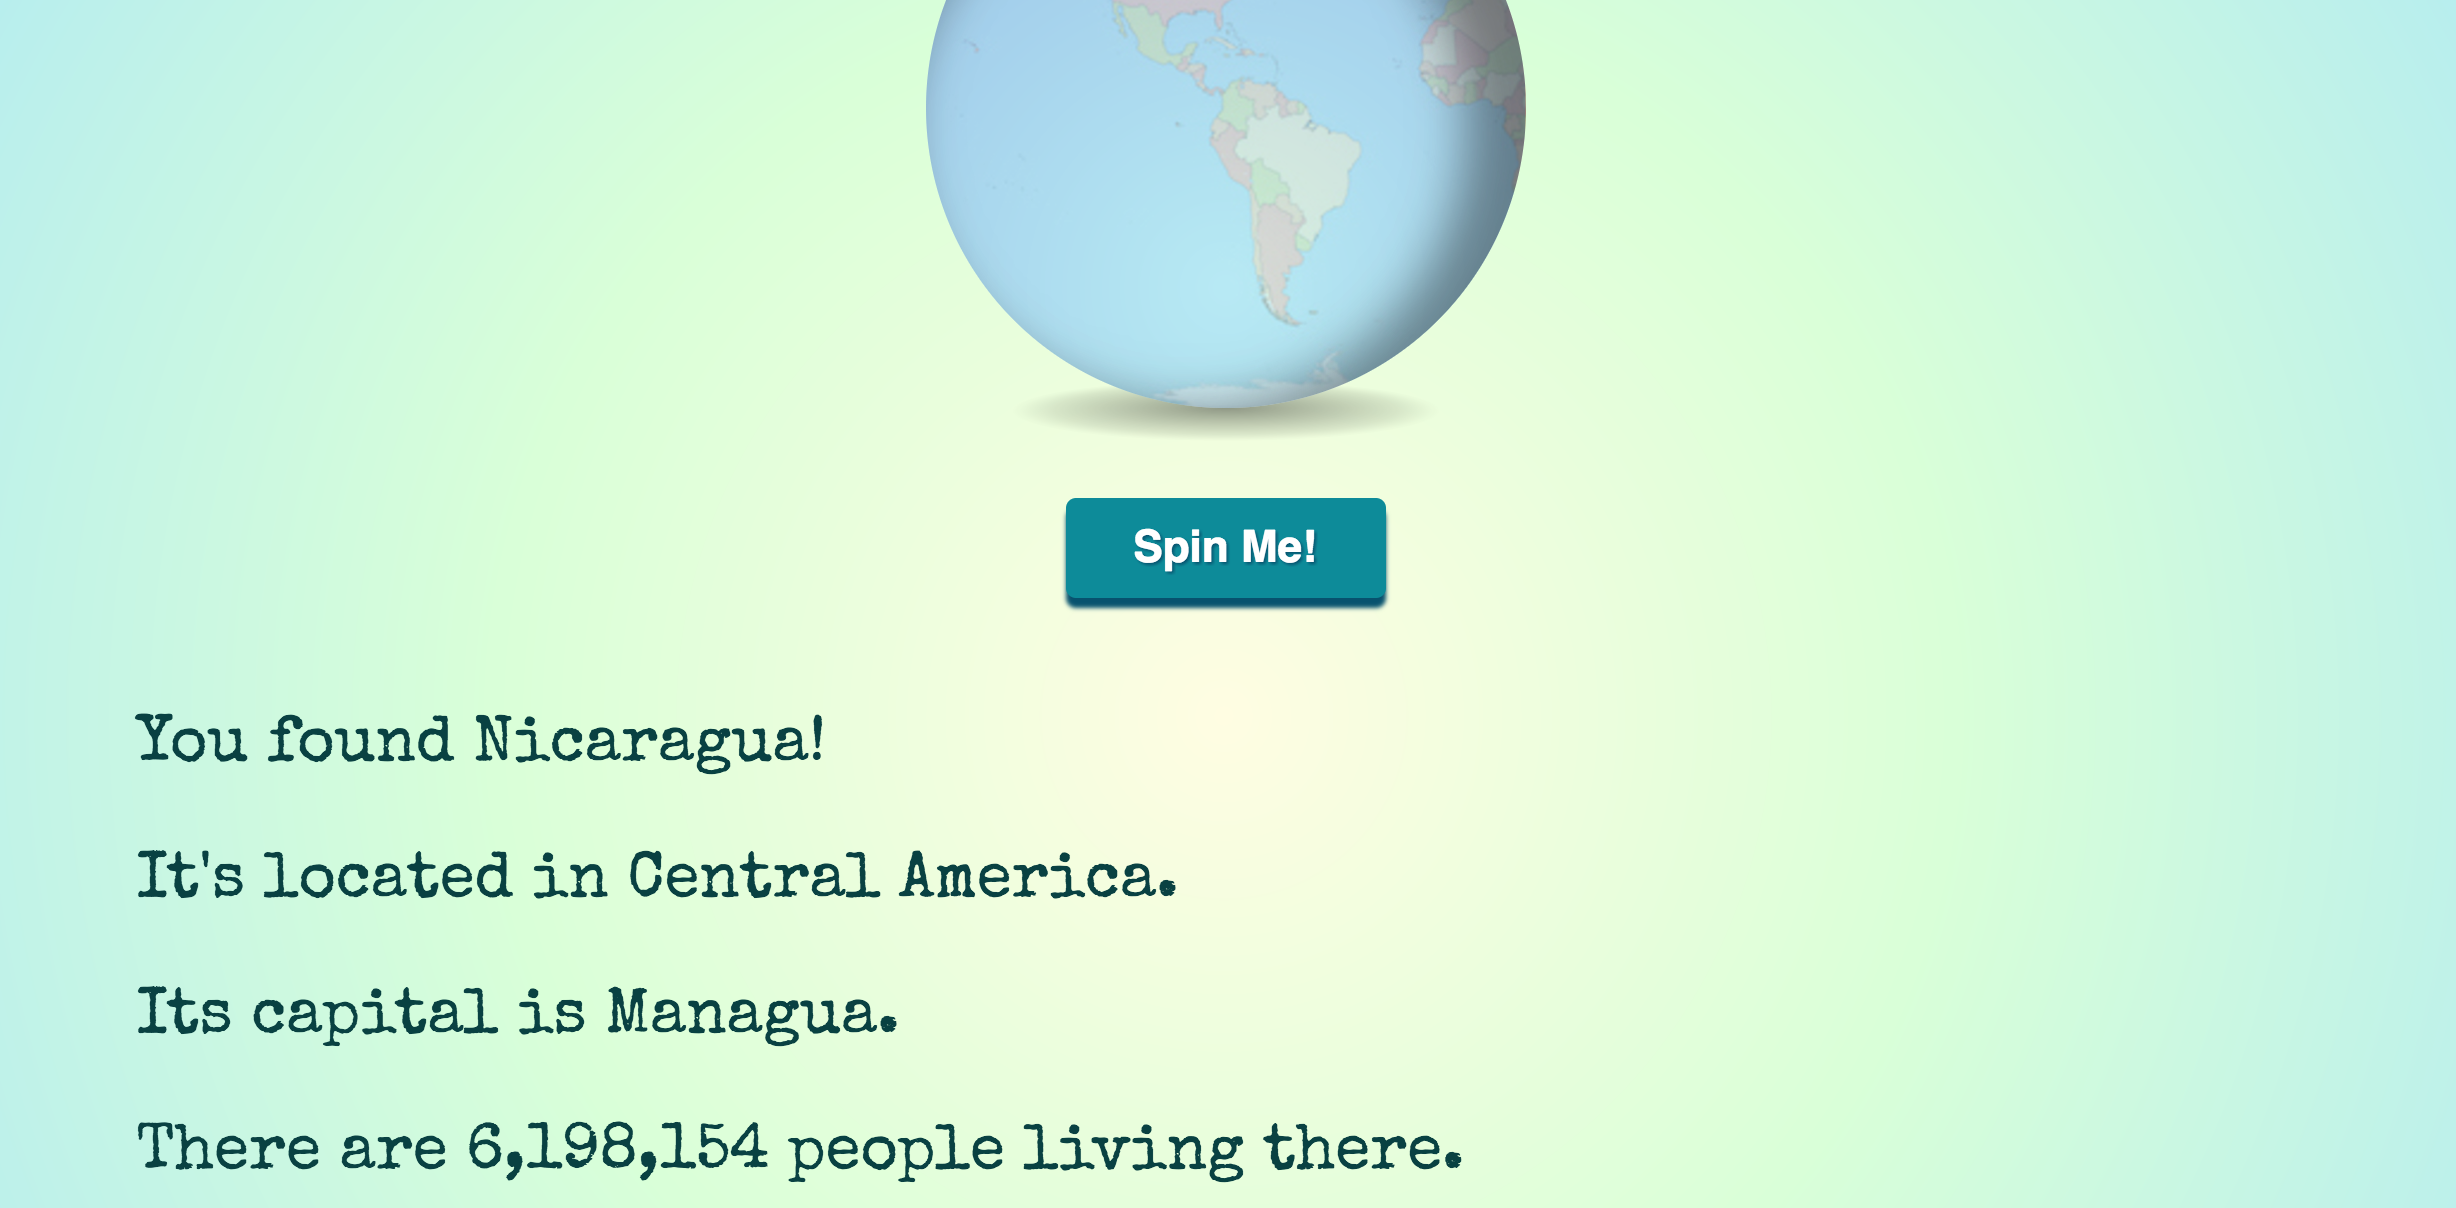 Spin Me!
You found Nicaragua!
It's located in Central America.
Its capital is Managua.
There are 6,198,154 people living there.